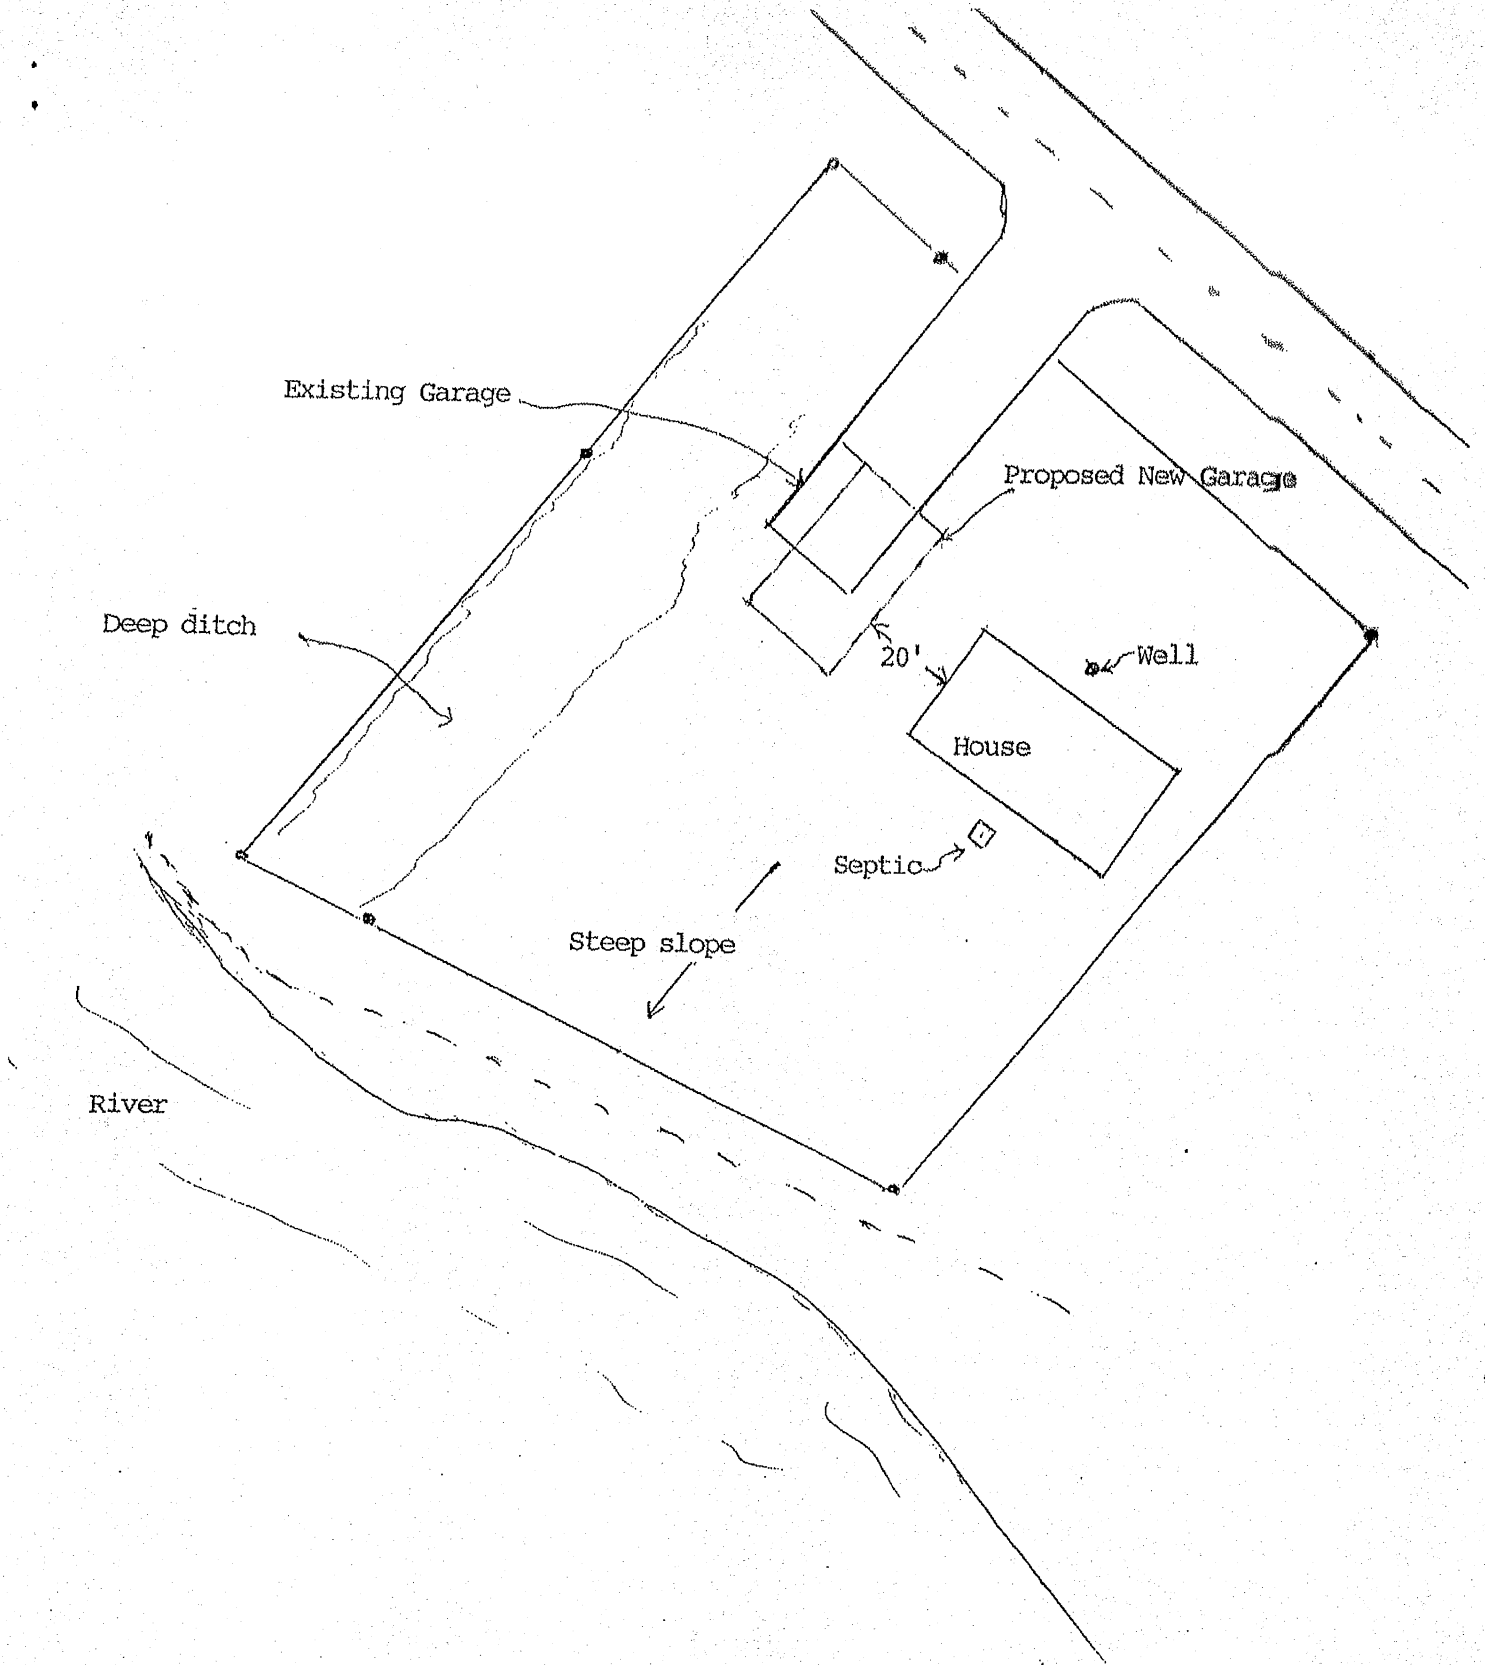 Existing Garage
Proposed New Garage
Deep ditch
20'
Well
House
Septic
Steep slope
River